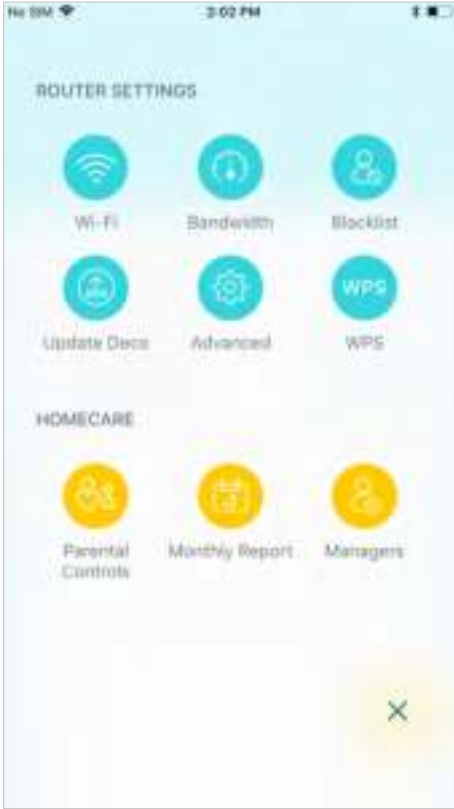 No SIM 2:02 PM
ROUTER SETTINGS
Wi-Fi Bandwidth Blacklist
WPS
Update Deco Advanced WPS
HOMECARE
Parental Controls Monthly Report Managers